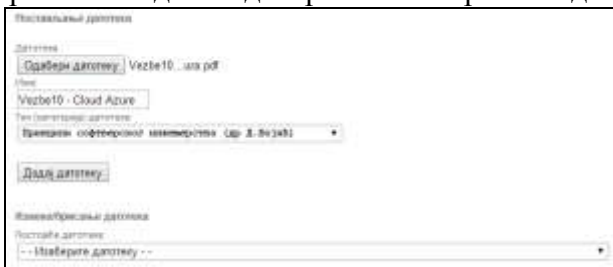 Постављање датотека
Датотека
Одабери датотеку Vezbe10...ura.pdf
Име
Vezbe10 - Cloud Azure
Тип (категорија) датотеке
Принципи софтверског инжењерства (др Д.Бојић)
Додај датотеку
Измена/брисање датотека
Постојеће датотеке
- - Изаберите датотеку - -